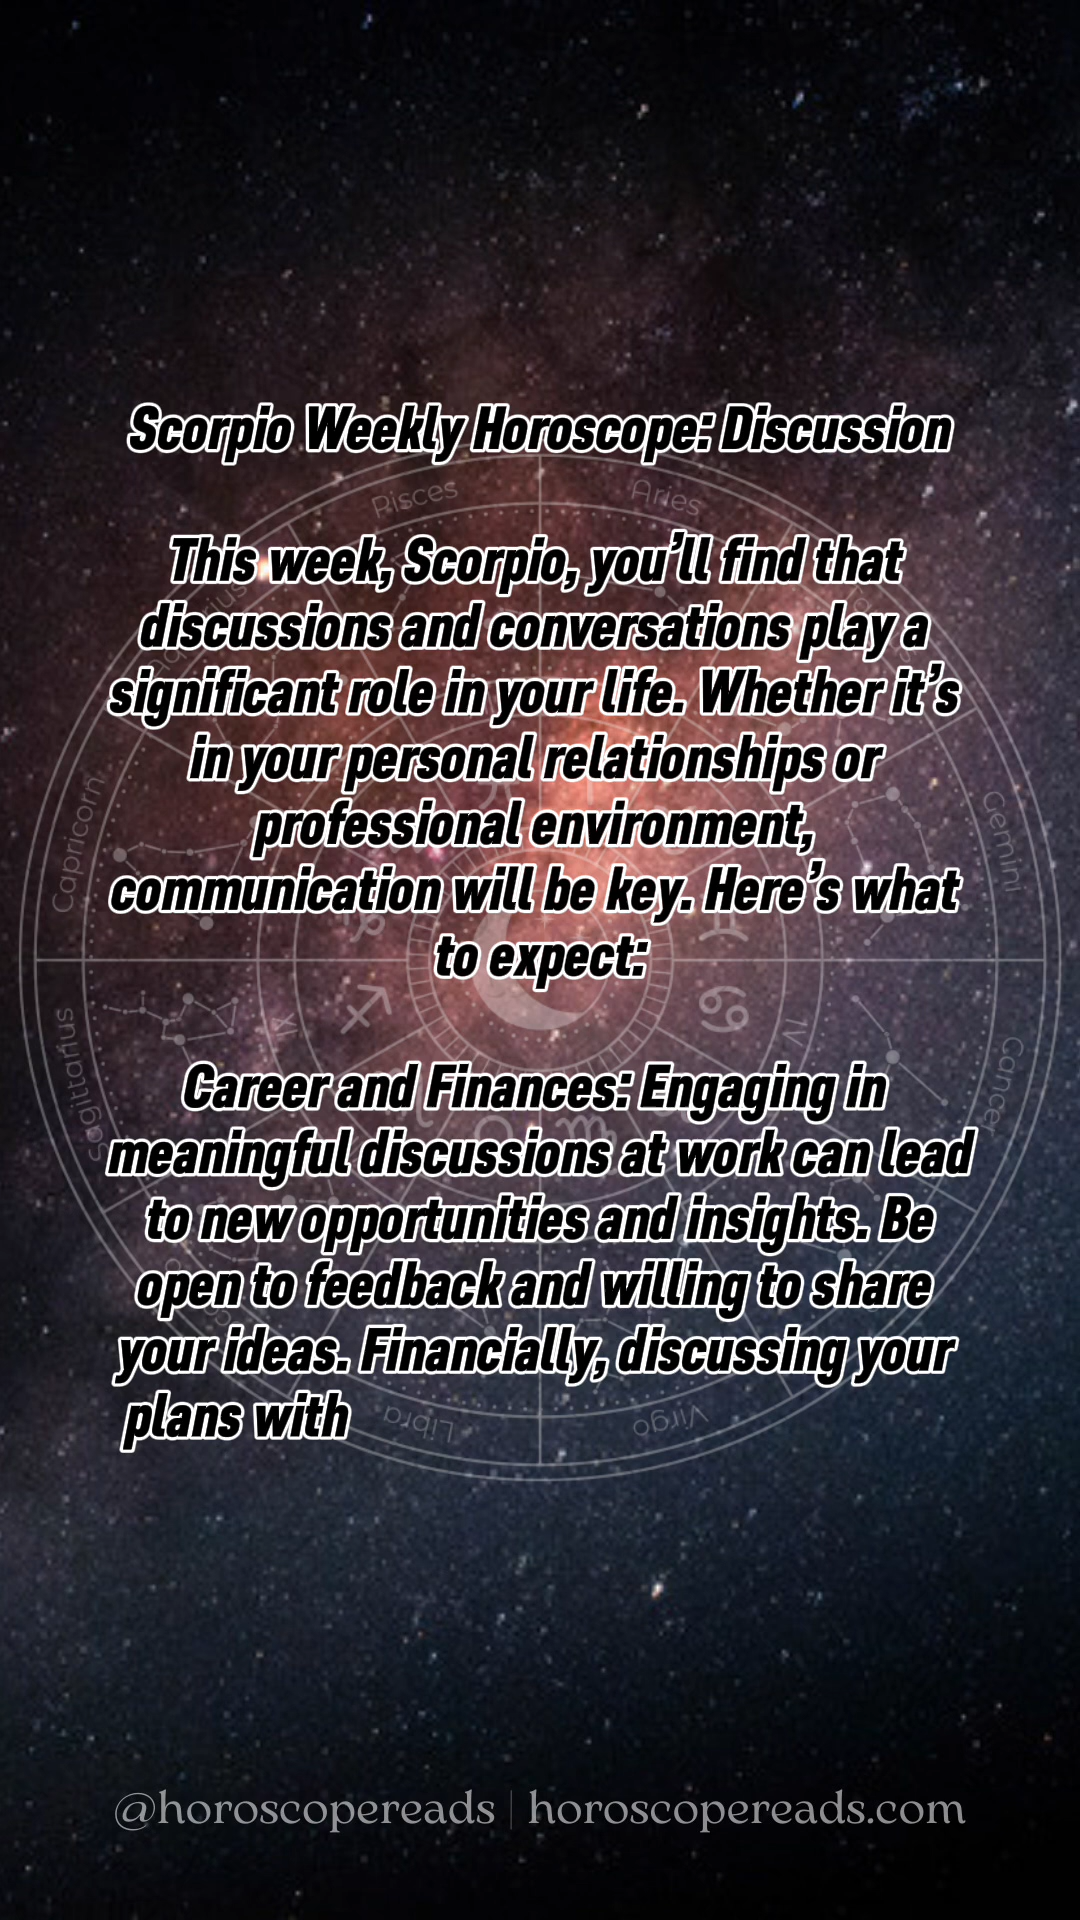 Scorpio Weekly Horoscope: Discussion
This week, Scorpio, you’ll find that
discussions and conversations play a
significant role in your life. Whether it’s
in your personal relationships or
professional environment,
communication will be key. Here’s what
to expect:
Career and Finances: Engaging in
meaningful discussions at work can lead
to new opportunities and insights. Be
open to feedback and willing to share
your ideas. Financially, discussing your
plans with
Pisces
Aries
Gemini
Cancer
Virgo
Libra
Sagittarius
Capricorn
IV
@horoscopereads | horoscopereads.com